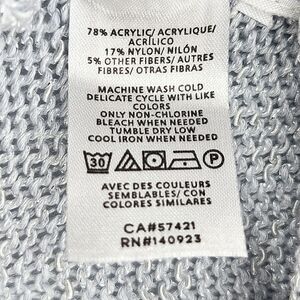 78% ACRYLIC/ ACRYLIQUE/
ACRÍLICO
17% NYLON/ NILÓN
5% OTHER FIBERS/ AUTRES
FIBRES/ OTRAS FIBRAS
MACHINE WASH COLD
DELICATE CYCLE WITH LIKE
COLORS
ONLY NON-CHLORINE
BLEACH WHEN NEEDED
TUMBLE DRY LOW
COOL IRON WHEN NEEDED
30 P
AVEC DES COULEURS
SEMBLABLES/ CON
COLORES SIMILARES
CA#57421
RN#140923